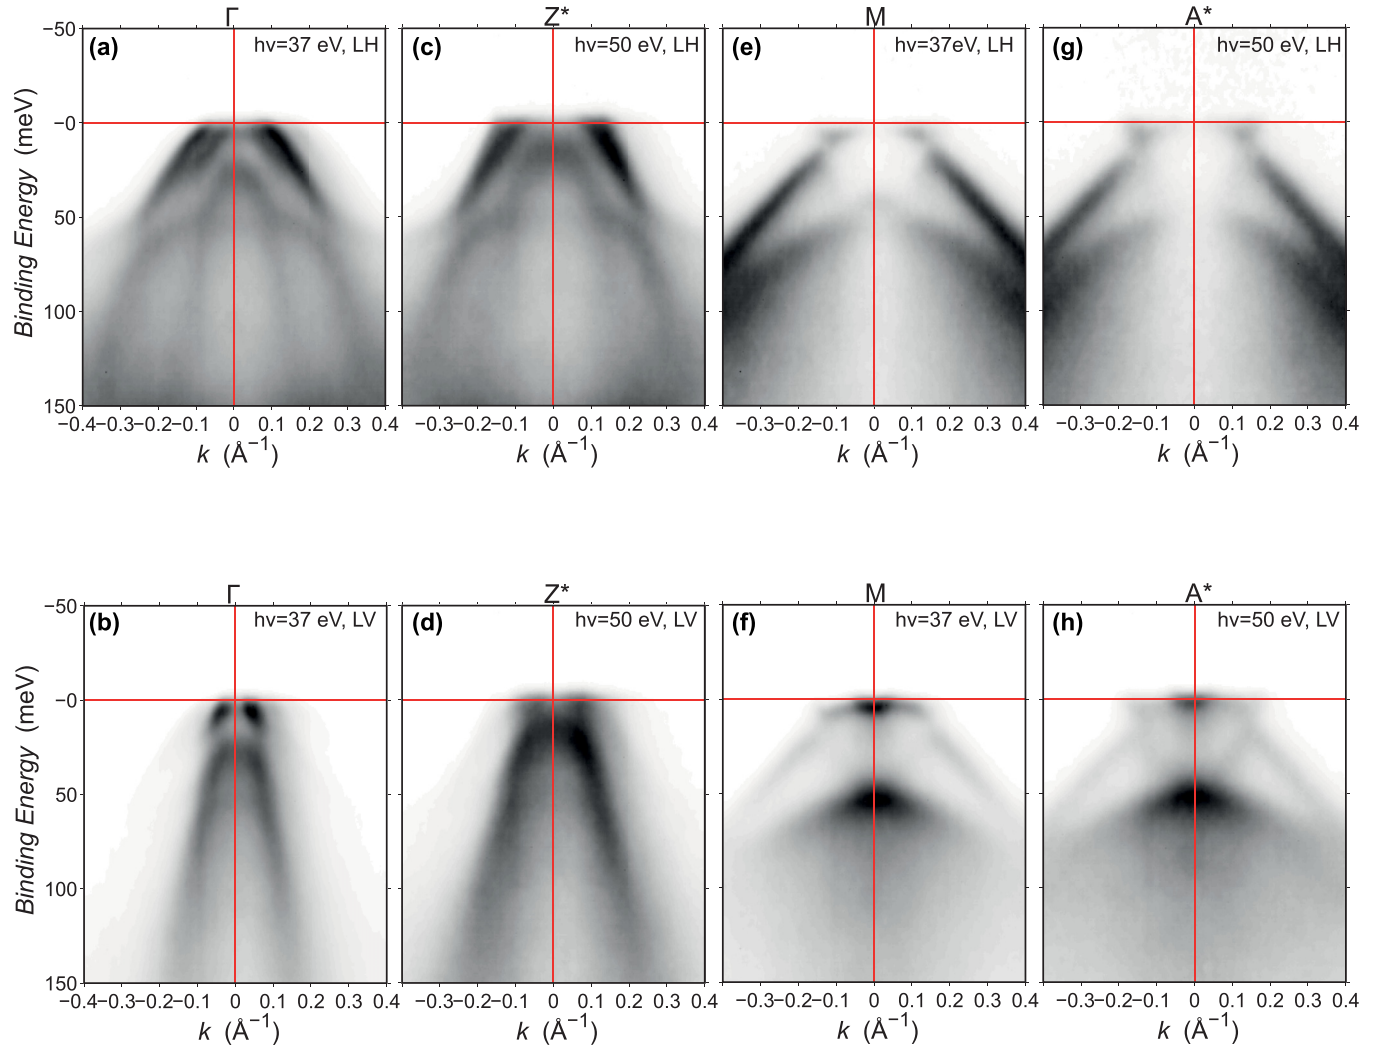 Γ Z* M A*
(a) hν=37 eV, LH (c) hν=50 eV, LH (e) hν=37eV, LH (g) hν=50 eV, LH
Binding Energy (meV)
−50
−0
50
100
150
−0.4 −0.3 −0.2 −0.1 0 0.1 0.2 0.3 0.4 −0.3 −0.2 −0.1 0 0.1 0.2 0.3 0.4 −0.3 −0.2 −0.1 0 0.1 0.2 0.3 0.4 −0.3 −0.2 −0.1 0 0.1 0.2 0.3 0.4
k (Å−1) k (Å−1) k (Å−1) k (Å−1)
Γ Z* M A*
(b) hν=37 eV, LV (d) hν=50 eV, LV (f) hν=37 eV, LV (h) hν=50 eV, LV
Binding Energy (meV)
−50
−0
50
100
150
−0.4 −0.3 −0.2 −0.1 0 0.1 0.2 0.3 0.4 −0.3 −0.2 −0.1 0 0.1 0.2 0.3 0.4 −0.3 −0.2 −0.1 0 0.1 0.2 0.3 0.4 −0.3 −0.2 −0.1 0 0.1 0.2 0.3 0.4
k (Å−1) k (Å−1) k (Å−1) k (Å−1)